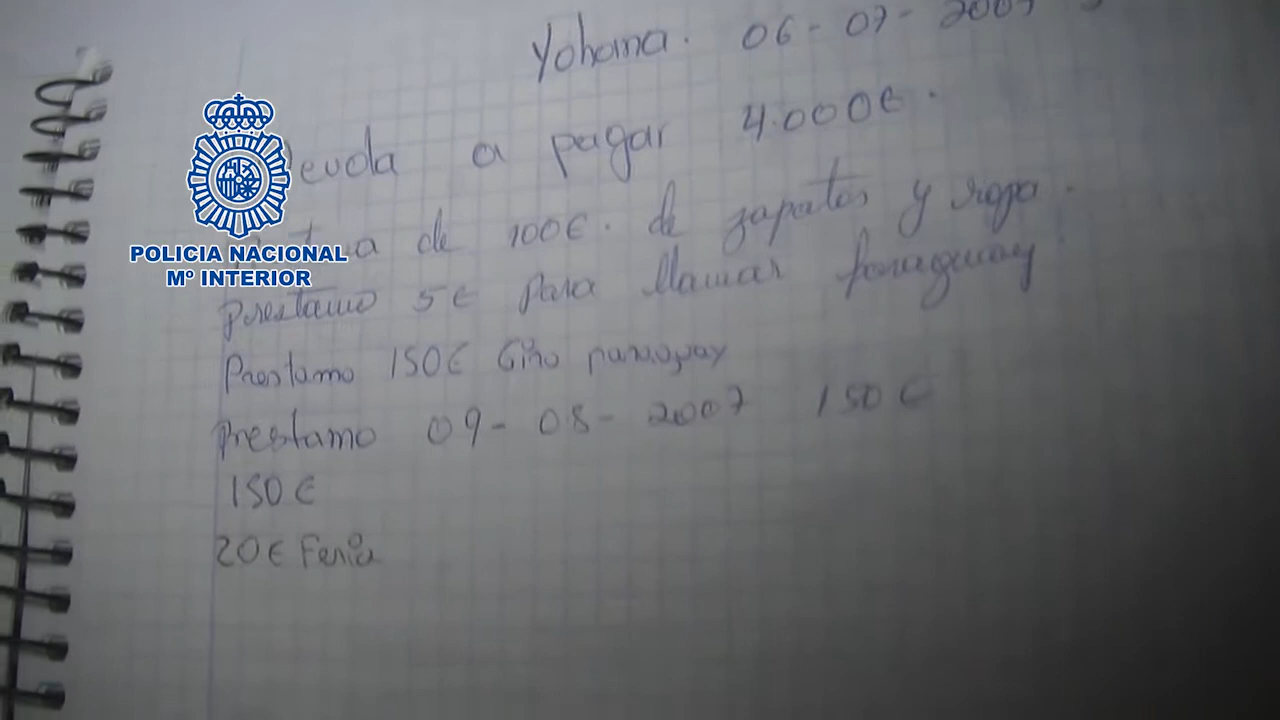 Yohana. 06-07-2007
POLICIA NACIONAL
Mº INTERIOR
euda a pagar 4.000€.
de 100€. de zapatos y ropa.
prestamo 5€ para llamar paraguay
Prestamo 150€ Giro paraguay
prestamo 09-08-2007 150€
150€
20€ Feria